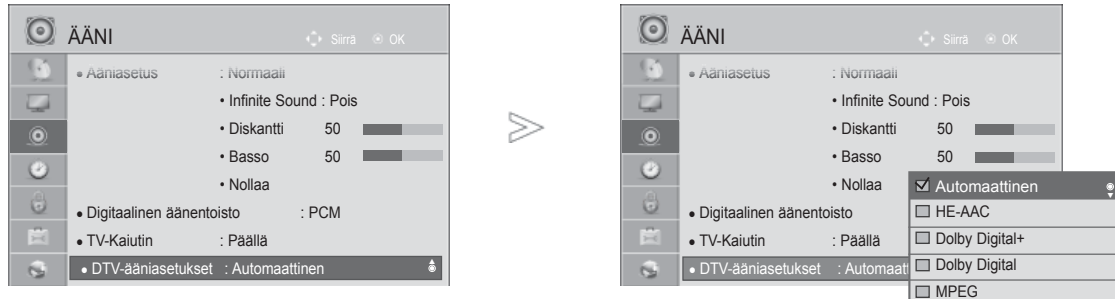 ÄÄNI
Siirrä OK
• Ääniasetus : Normaali
• Infinite Sound : Pois
• Diskantti 50
• Basso 50
• Nollaa
• Digitaalinen äänentoisto : PCM
• TV-Kaiutin : Päällä
• DTV-ääniasetukset : Automaattinen
ÄÄNI
Siirrä OK
• Ääniasetus : Normaali
• Infinite Sound : Pois
• Diskantti 50
• Basso 50
• Nollaa
• Digitaalinen äänentoisto
• TV-Kaiutin : Päällä
• DTV-ääniasetukset : Automaat
Automaattinen
HE-AAC
Dolby Digital+
Dolby Digital
MPEG